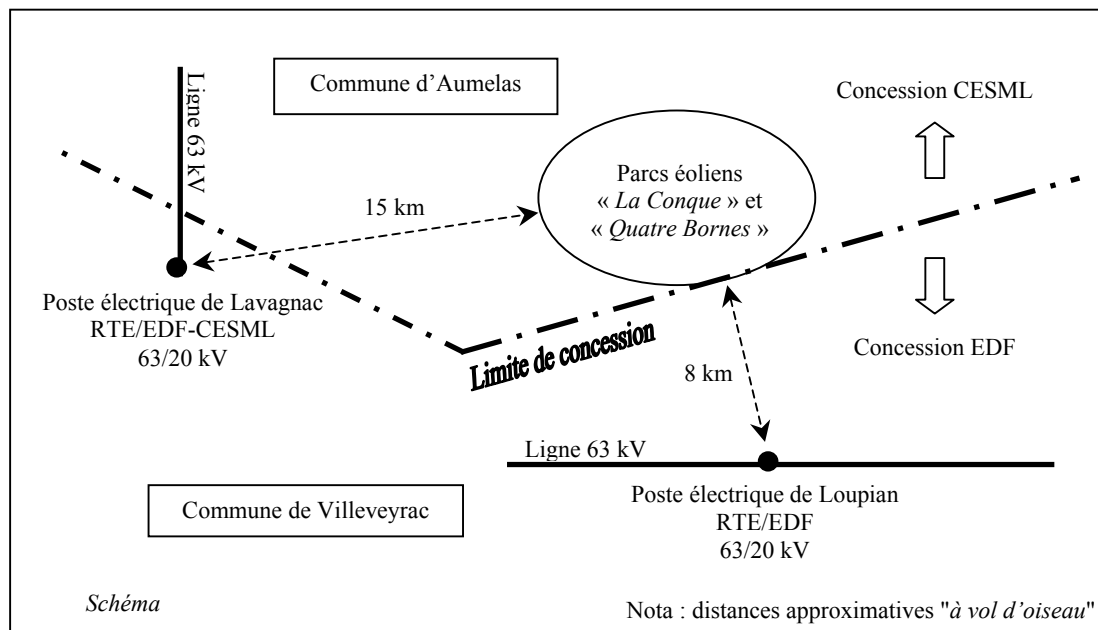 Ligne 63 kV
Commune d'Aumelas
Concession CESML
Parcs éoliens
« La Conque » et
« Quatre Bornes »
15 km
Poste électrique de Lavagnac
RTE/EDF-CESML
63/20 kV
Limite de concession
Concession EDF
8 km
Ligne 63 kV
Commune de Villeveyrac
Poste électrique de Loupian
RTE/EDF
63/20 kV
Schéma
Nota : distances approximatives "à vol d'oiseau"